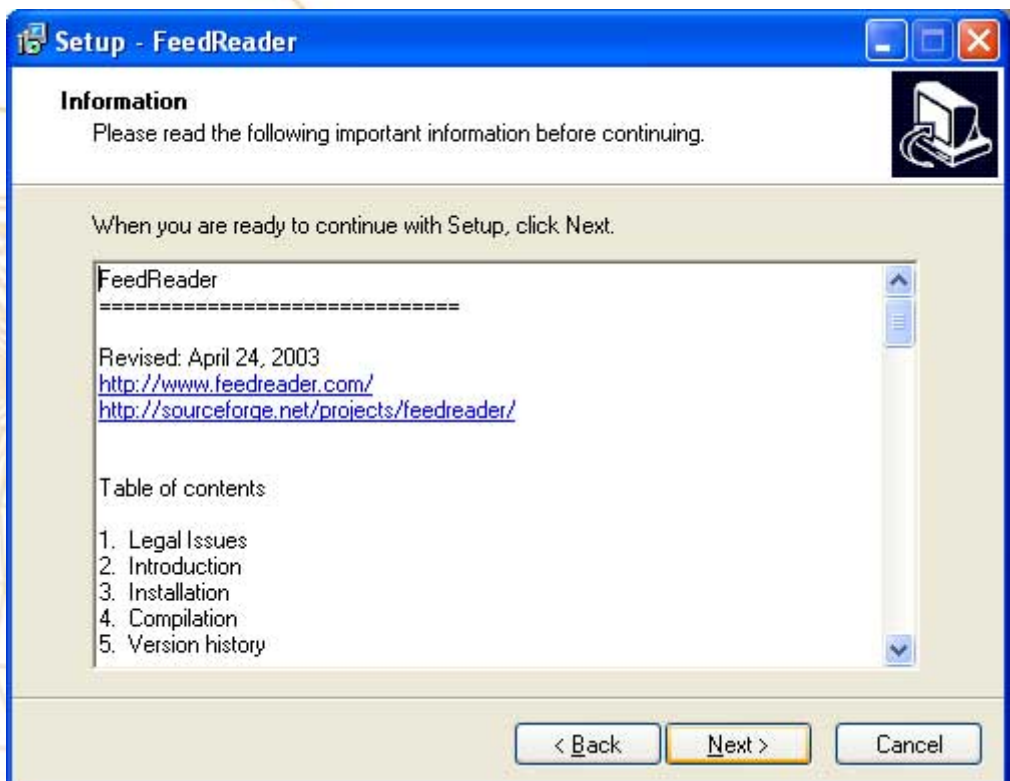 Setup - FeedReader
Information
Please read the following important information before continuing.
When you are ready to continue with Setup, click Next.
FeedReader
==============================
Revised: April 24, 2003
http://www.feedreader.com/
http://sourceforge.net/projects/feedreader/
Table of contents
1. Legal Issues
2. Introduction
3. Installation
4. Compilation
5. Version history
< Back
Next >
Cancel